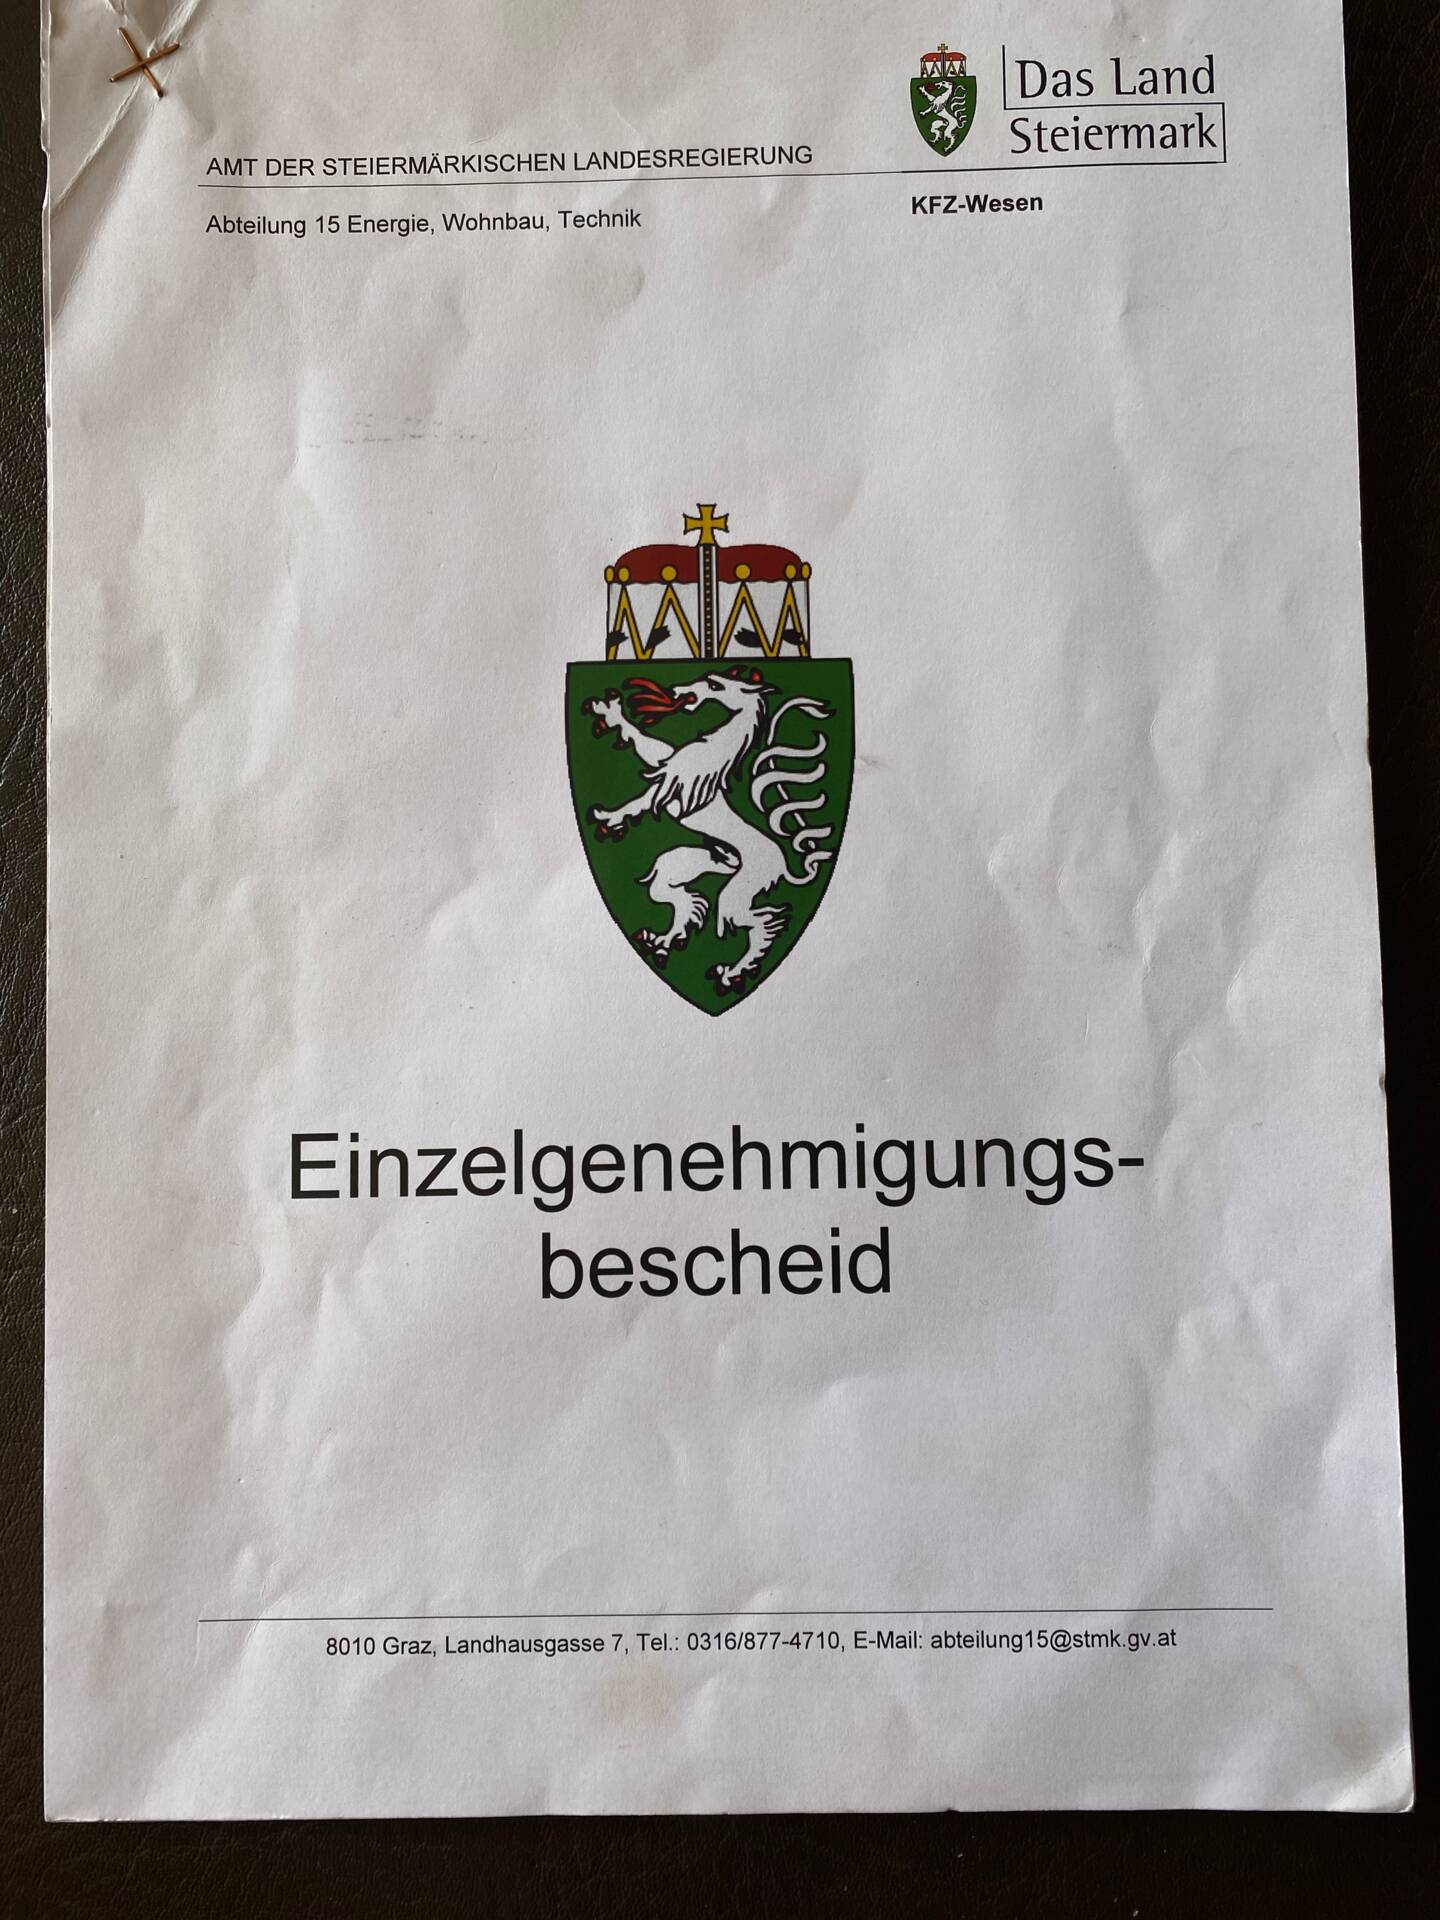 Das Land
Steiermark
AMT DER STEIERMÄRKISCHEN LANDESREGIERUNG
Abteilung 15 Energie, Wohnbau, Technik
KFZ-Wesen
Einzelgenehmigungs-
bescheid
8010 Graz, Landhausgasse 7, Tel.: 0316/877-4710, E-Mail: abteilung15@stmk.gv.at